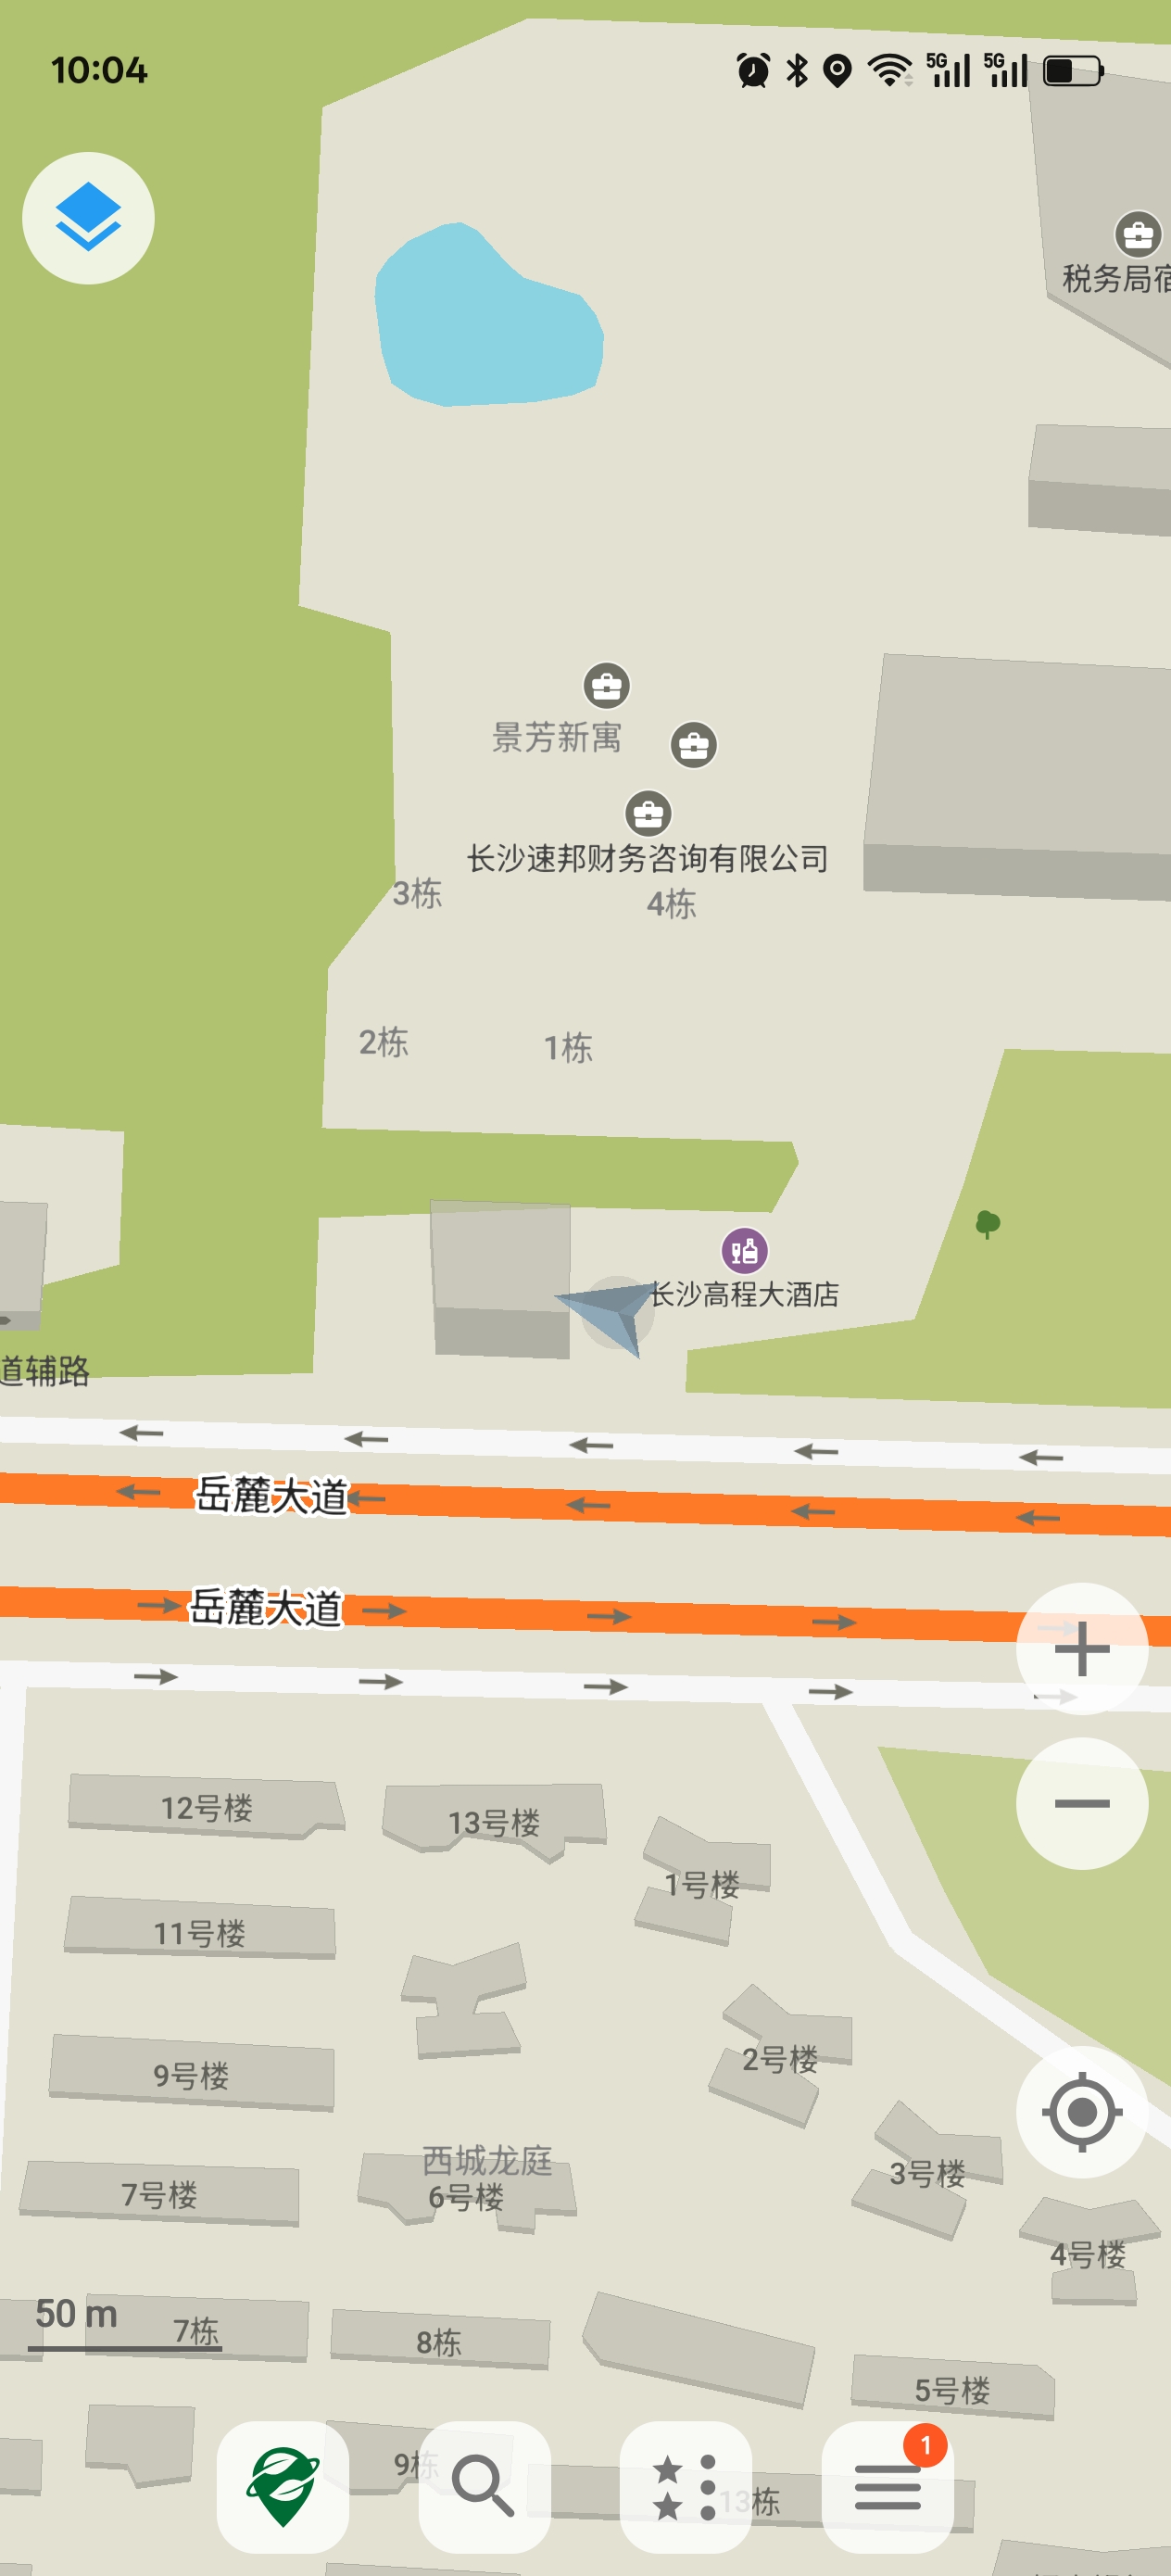 10:04
5G
5G
税务局宿
景芳新寓
长沙速邦财务咨询有限公司
3栋
4栋
2栋
1栋
长沙高程大酒店
道辅路
岳麓大道
岳麓大道
12号楼
13号楼
1号楼
11号楼
2号楼
9号楼
西城龙庭
3号楼
7号楼
6号楼
4号楼
50 m
7栋
8栋
5号楼
1
9栋
13栋